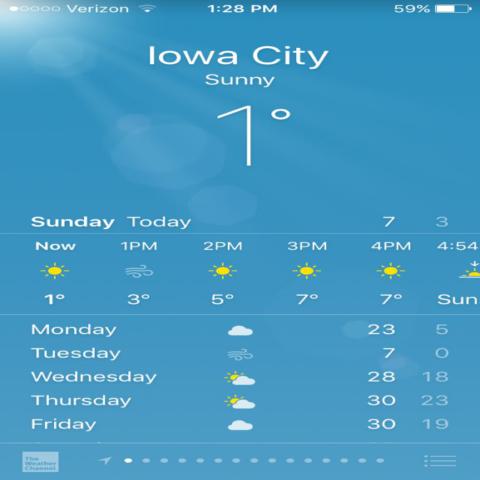 Verizon 1:28 PM 59%
Iowa City
Sunny
1°
Sunday Today 7 3
Now 1PM 2PM 3PM 4PM 4:54
1° 3° 5° 7° 7° Sun
Monday 23 5
Tuesday 7 0
Wednesday 28 18
Thursday 30 23
Friday 30 19
The Weather Channel